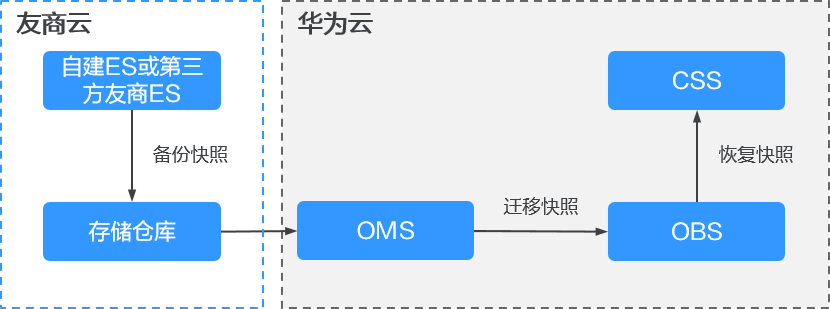 友商云
华为云
自建ES或第三
方友商ES
CSS
备份快照
恢复快照
存储仓库
OMS
迁移快照
OBS